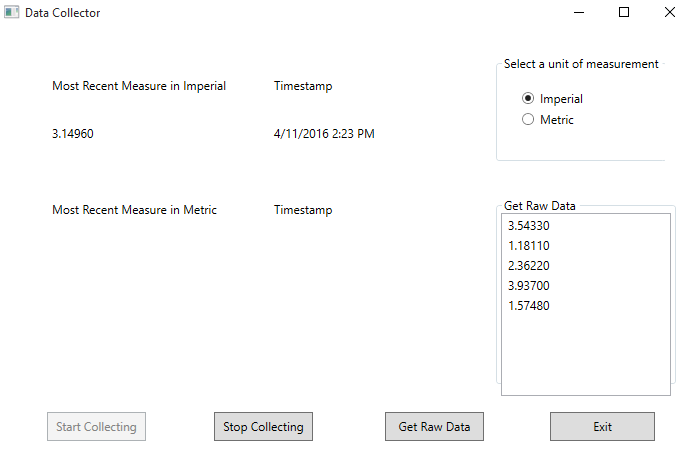 Data Collector
Most Recent Measure in Imperial
Timestamp
3.14960
4/11/2016 2:23 PM
Select a unit of measurement
Imperial
Metric
Most Recent Measure in Metric
Timestamp
Get Raw Data
3.54330
1.18110
2.36220
3.93700
1.57480
Start Collecting
Stop Collecting
Get Raw Data
Exit